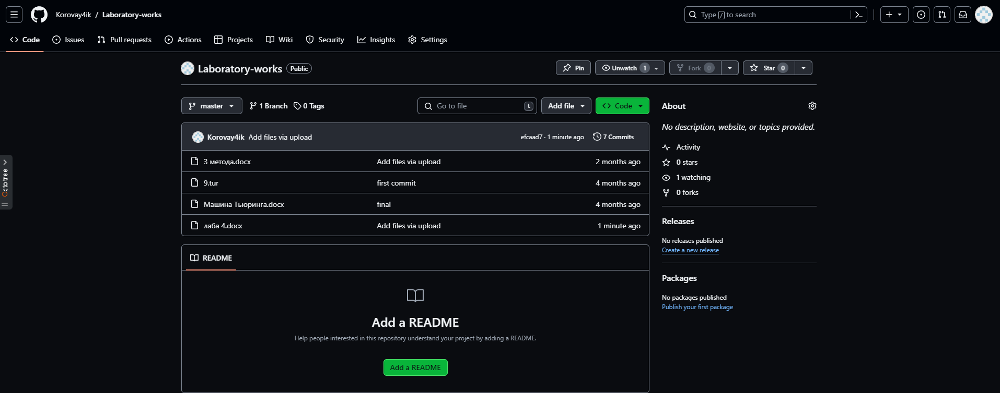 Korovay4ik / Laboratory-works
Type / to search
Code Issues Pull requests Actions Projects Wiki Security Insights Settings
Laboratory-works Public
Pin Unwatch 1 Fork 0 Star 0
master 1 Branch 0 Tags Go to file t Add file Code
Korovay4ik Add files via upload efcaad7 · 1 minute ago 7 Commits
3 метода.docx Add files via upload 2 months ago
9.tur first commit 4 months ago
Машина Тьюринга.docx final 4 months ago
лаба 4.docx Add files via upload 1 minute ago
README
Add a README
Help people interested in this repository understand your project by adding a README.
Add a README
About
No description, website, or topics provided.
Activity
0 stars
1 watching
0 forks
Releases
No releases published
Create a new release
Packages
No packages published
Publish your first package
Octotree